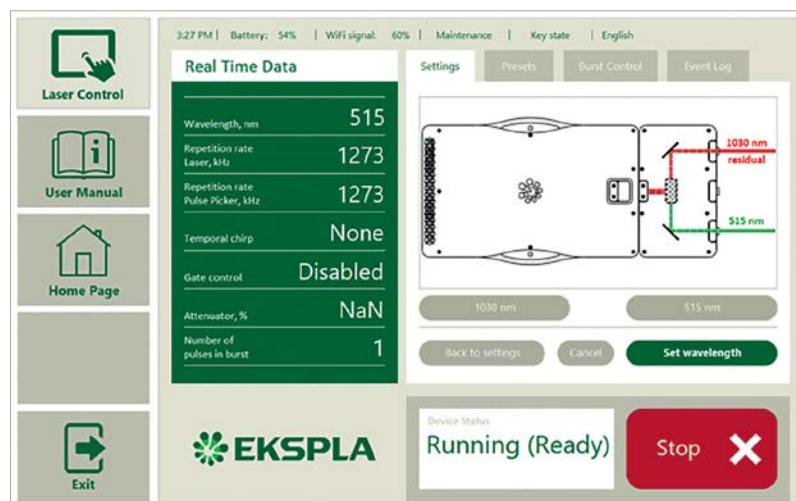 3:27 PM | Battery: 54% | WiFi signal: 60% | Maintenance | Key state | English
Laser Control
User Manual
Home Page
Exit
Real Time Data
Wavelength, nm 515
Repetition rate
Laser, kHz 1273
Repetition rate
Pulse Picker, kHz 1273
Temporal chirp None
Gate control Disabled
Attenuator, % NaN
Number of
pulses in burst 1
EKSPLA
Settings Presets Burst Control Event Log
1030 nm
residual
515 nm
1030 nm 515 nm
Back to settings Cancel Set wavelength
Device Status
Running (Ready)
Stop